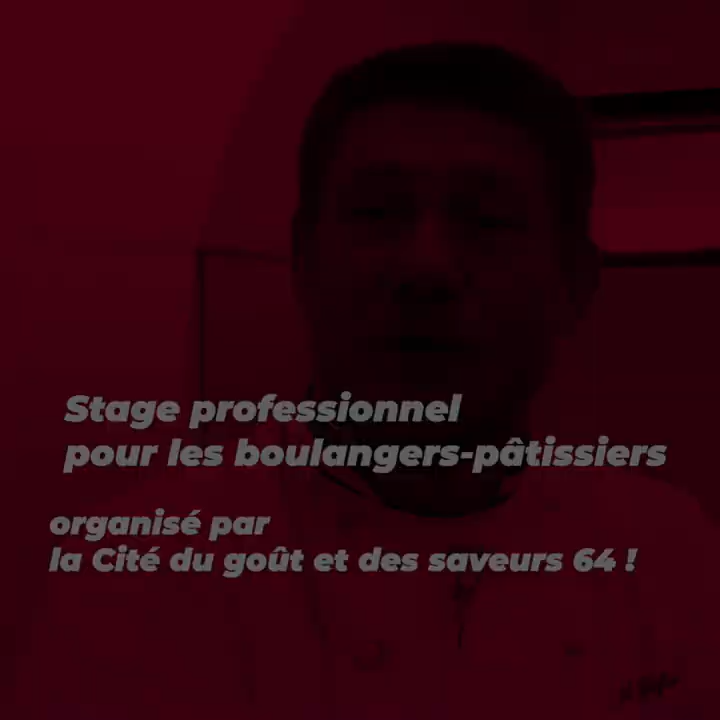 Stage professionnel
pour les boulangers-pâtissiers
organisé par
la Cité du goût et des saveurs 64 !